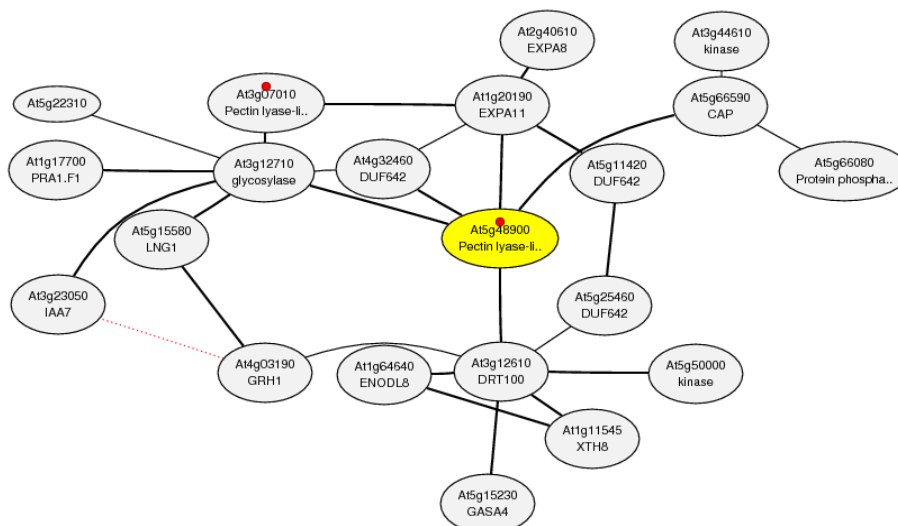 At2g40610
EXPA8
At3g44610
kinase
At3g07010
Pectin lyase-li..
At5g22310
At1g20190
EXPA11
At5g66590
CAP
At1g17700
PRA1.F1
At3g12710
glycosylase
At4g32460
DUF642
At5g11420
DUF642
At5g66080
Protein phospha..
At5g15580
LNG1
At5g48900
Pectin lyase-li..
At3g23050
IAA7
At5g25460
DUF642
At4g03190
GRH1
At1g64640
ENODL8
At3g12610
DRT100
At5g50000
kinase
At1g11545
XTH8
At5g15230
GASA4